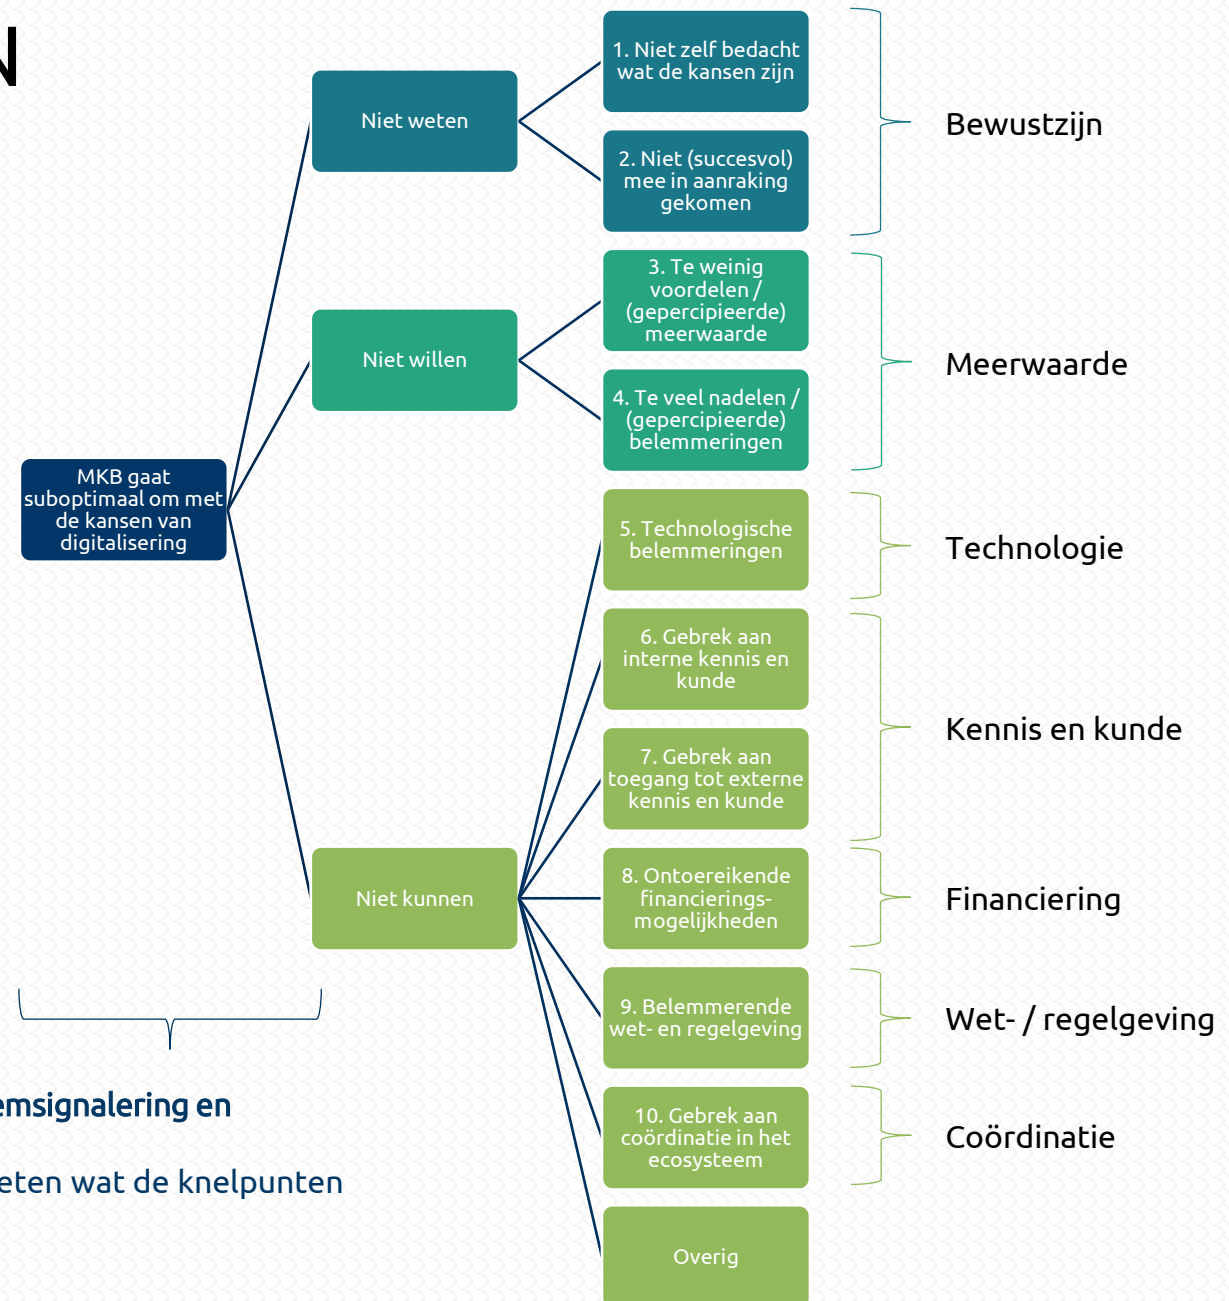 N
1. Niet zelf bedacht
wat de kansen zijn
Niet weten
2. Niet (succesvol)
mee in aanraking
gekomen
Bewustzijn
3. Te weinig
voordelen /
(gepercipieerde)
meerwaarde
Niet willen
4. Te veel nadelen /
(gepercipieerde)
belemmeringen
Meerwaarde
MKB gaat
suboptimaal om met
de kansen van
digitalisering
5. Technologische
belemmeringen
Technologie
6. Gebrek aan
interne kennis en
kunde
7. Gebrek aan
toegang tot externe
kennis en kunde
Kennis en kunde
Niet kunnen
8. Ontoereikende
financierings-
mogelijkheden
Financiering
9. Belemmerende
wet- en regelgeving
Wet- / regelgeving
10. Gebrek aan
coördinatie in het
ecosysteem
Coördinatie
Overig
emsignalering en
eten wat de knelpunten